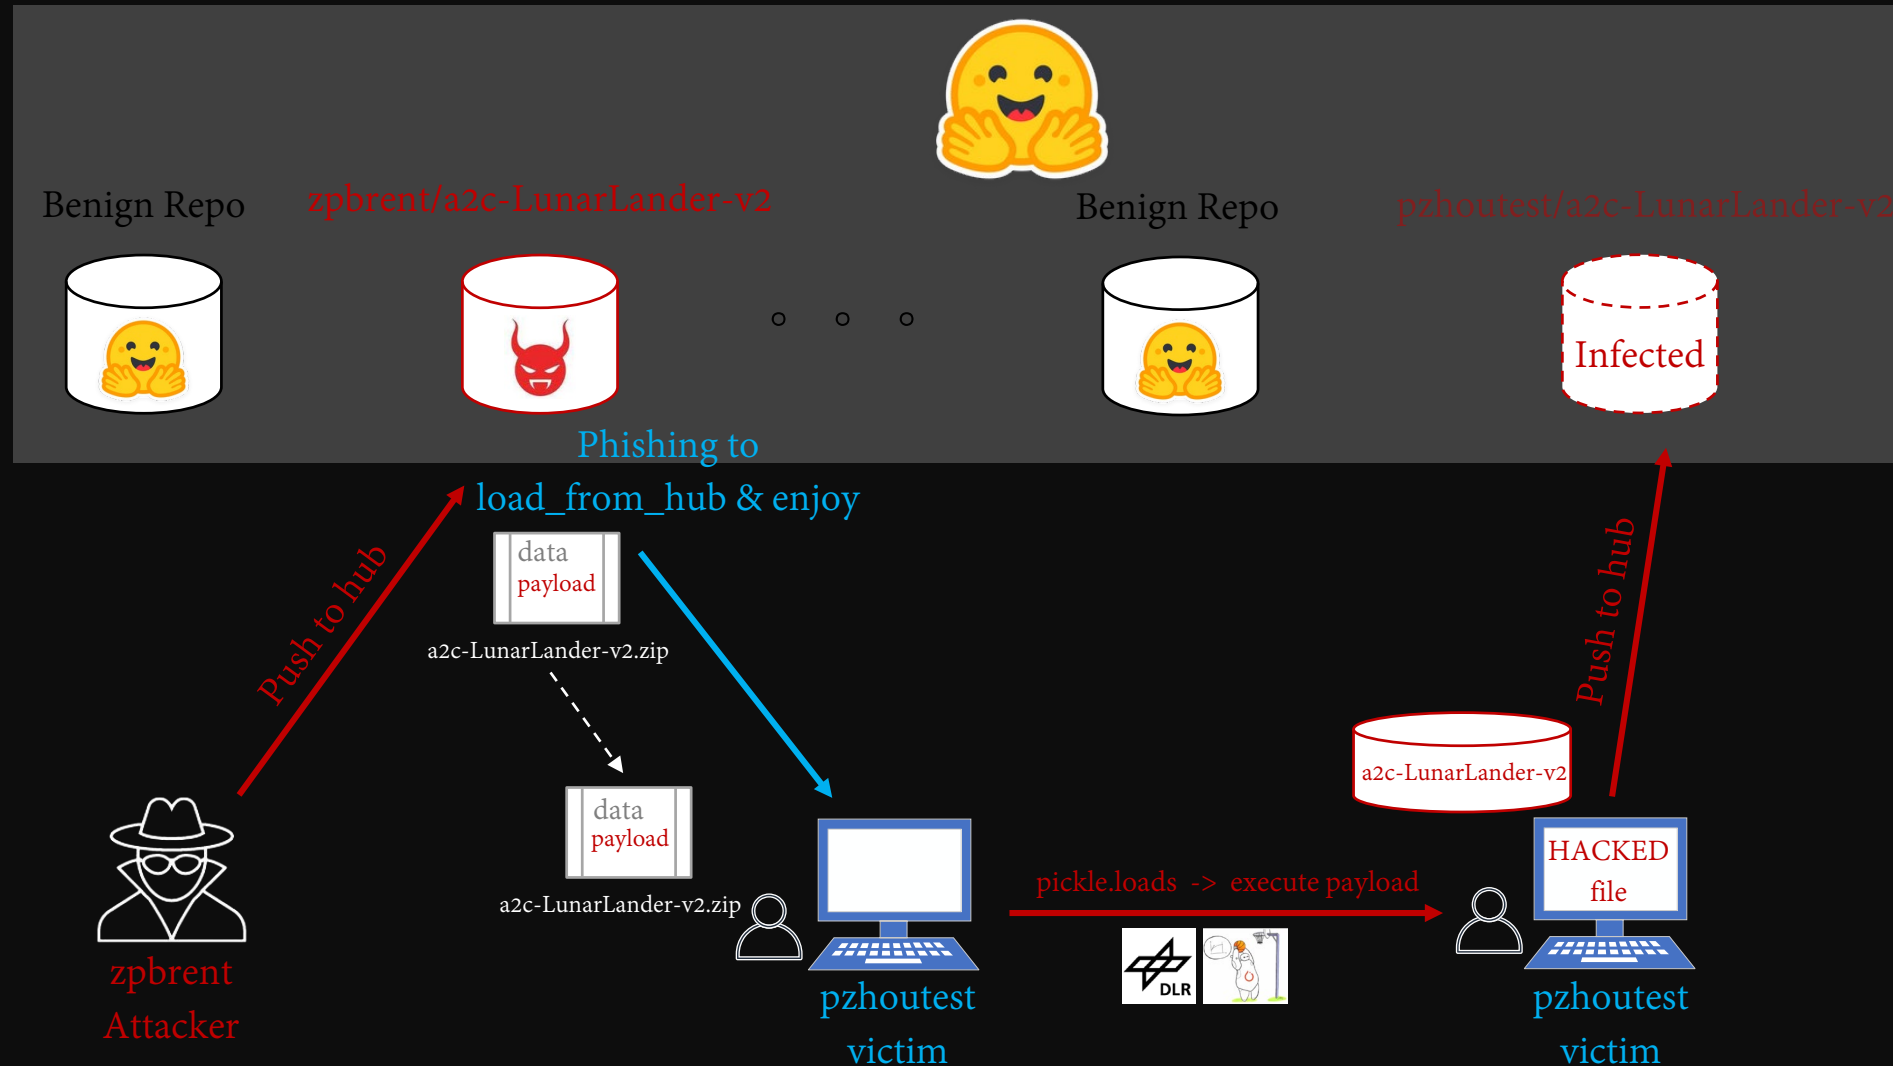 Benign Repo
zpbrent/a2c-LunarLander-v2
Benign Repo
pzhoutest/a2c-LunarLander-v2
Infected
Phishing to
load_from_hub & enjoy
Push to hub
data
payload
a2c-LunarLander-v2.zip
data
payload
a2c-LunarLander-v2.zip
zpbrent
Attacker
pzhoutest
victim
pickle.loads -> execute payload
DLR
Push to hub
a2c-LunarLander-v2
HACKED
file
pzhoutest
victim